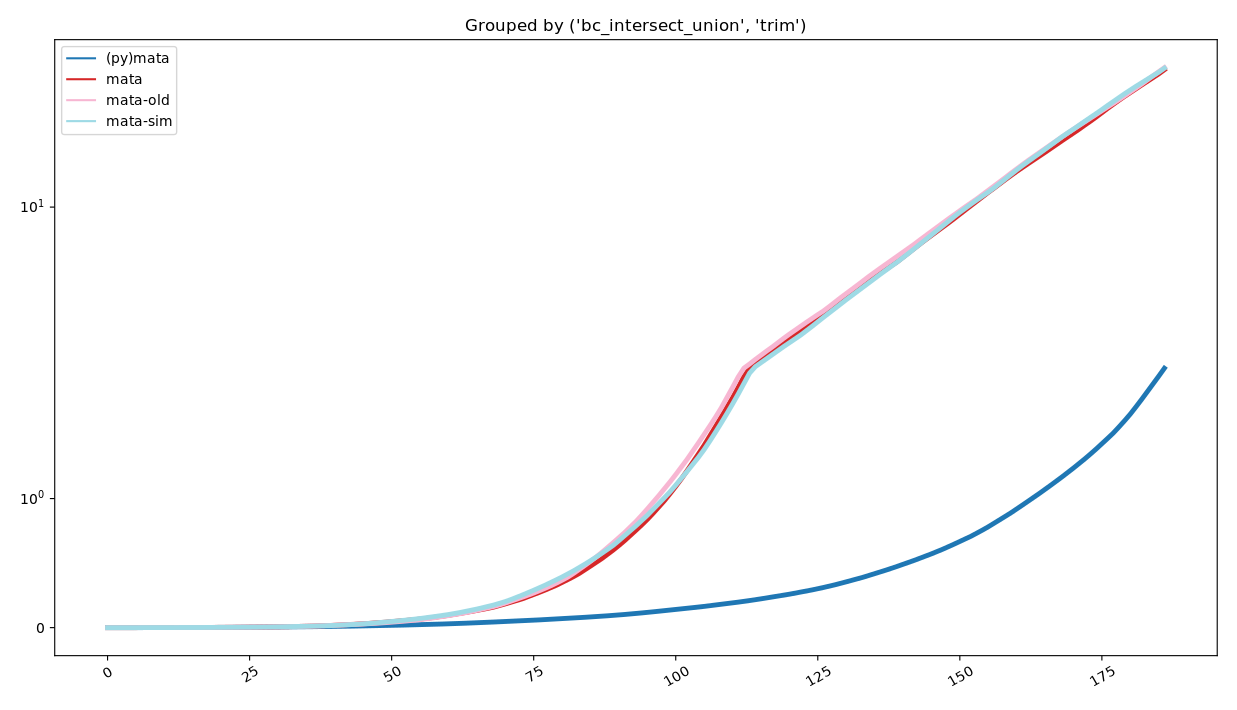 Grouped by ('bc_intersect_union', 'trim')
(py)mata
mata
mata-old
mata-sim
10¹
10⁰
0
0
25
50
75
100
125
150
175